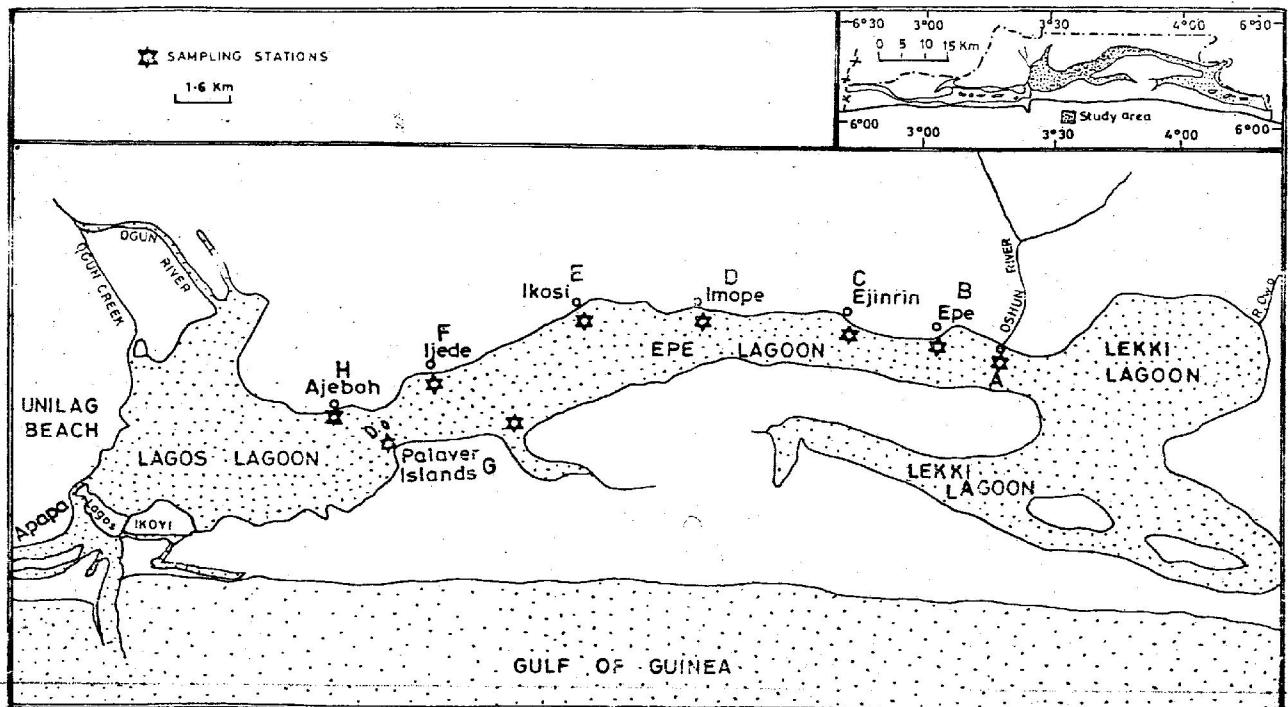 SAMPLING STATIONS
1·6 Km
6°30 3°00 3°30 4°00 6°30
0 5 10 15 Km
Study area
6°00 3°00 3°30 4°00 6°00
OGUN RIVER
OGUN CREEK
OSHUN RIVER
E
Ikosi
D
Imope
C
Ejinrin
B
Epe
A
F
Ijede
H
Ajeboh
EPE LAGOON
LEKKI
LAGOON
UNILAG
BEACH
LAGOS LAGOON
Palaver
Islands G
LEKKI
LAGOON
Apapa
Lagos
IKOYI
GULF OF GUINEA